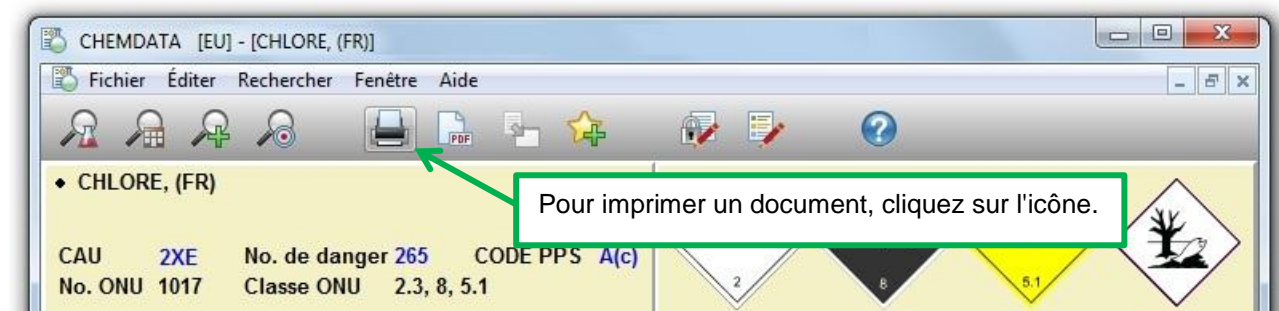 CHEMDATA [EU] - [CHLORE, (FR)]
Fichier Éditer Rechercher Fenêtre Aide
PDF
• CHLORE, (FR)
Pour imprimer un document, cliquez sur l'icône.
CAU 2XE No. de danger 265 CODE PPS A(c)
No. ONU 1017 Classe ONU 2.3, 8, 5.1
2
8
5.1